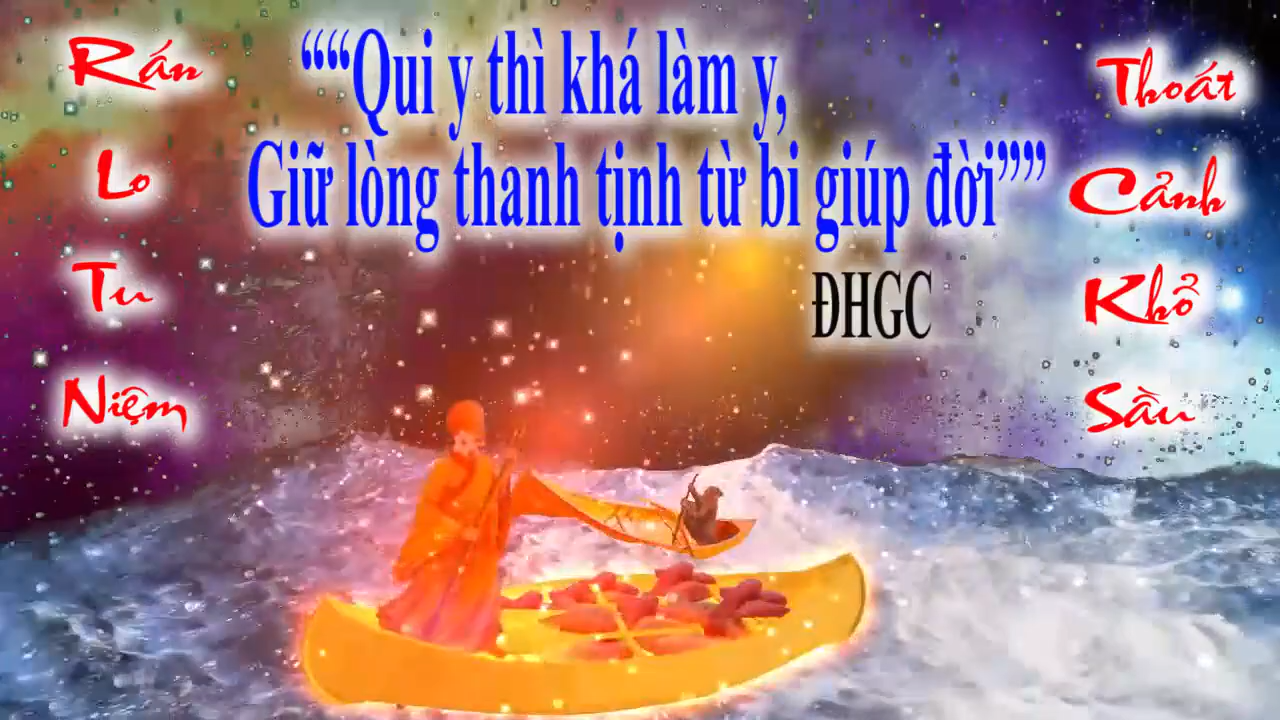 Rán
Lo
Tu
Niệm
““Qui y thì khá làm y,
Giữ lòng thanh tịnh từ bi giúp đời””
ĐHGC
Thoát
Cảnh
Khổ
Sầu